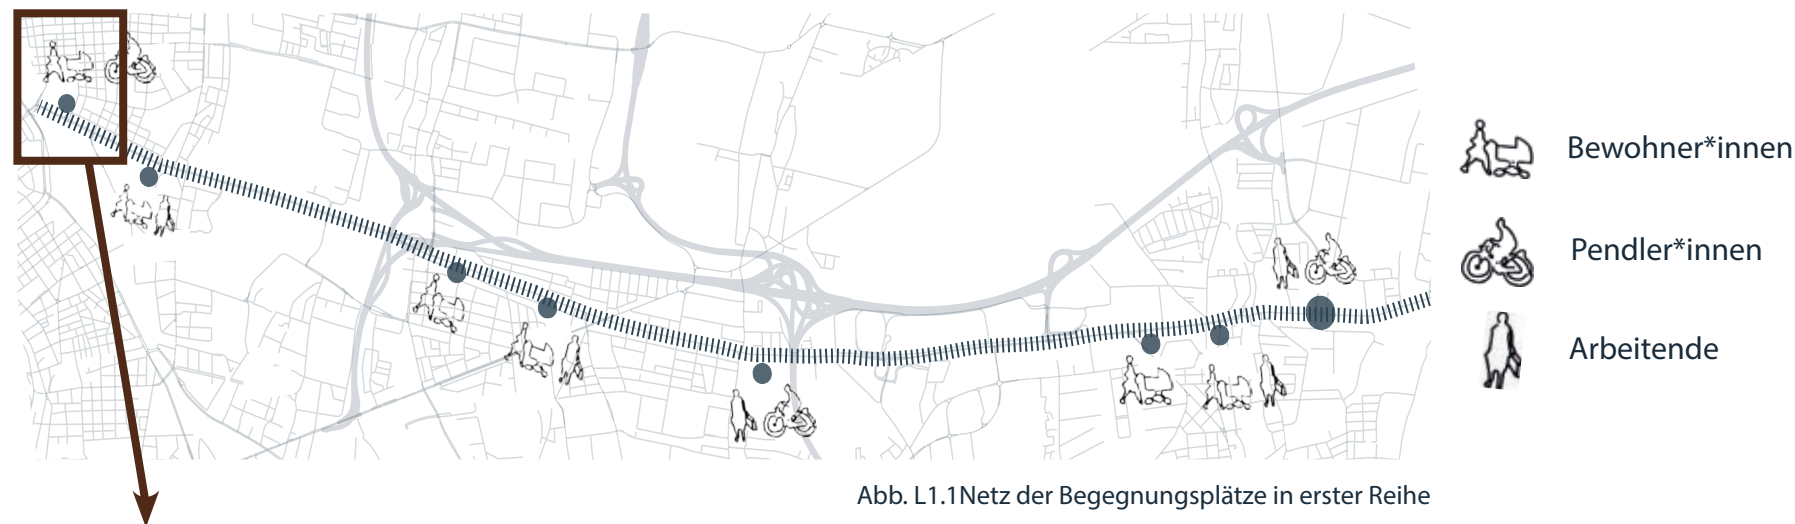 Bewohner*innen
Pendler*innen
Arbeitende
Abb. L1.1Netz der Begegnungsplätze in erster Reihe